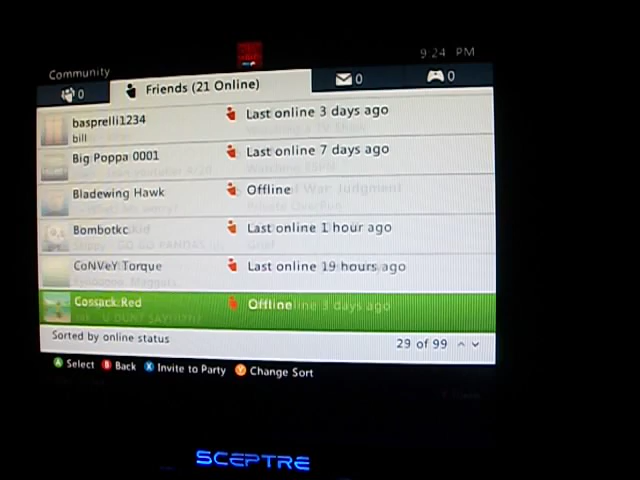 9:24 PM
Community
0
Friends (21 Online)
0
0
basprelli1234
Last online 3 days ago
bill
Big Poppa 0001
Last online 7 days ago
Bladewing Hawk
Offline
Bombotkc
Last online 1 hour ago
CoNVeY Torque
Last online 19 hours ago
Cossack Red
Offline
Sorted by online status
29 of 99
A Select
B Back
X Invite to Party
Y Change Sort
SCEPTRE